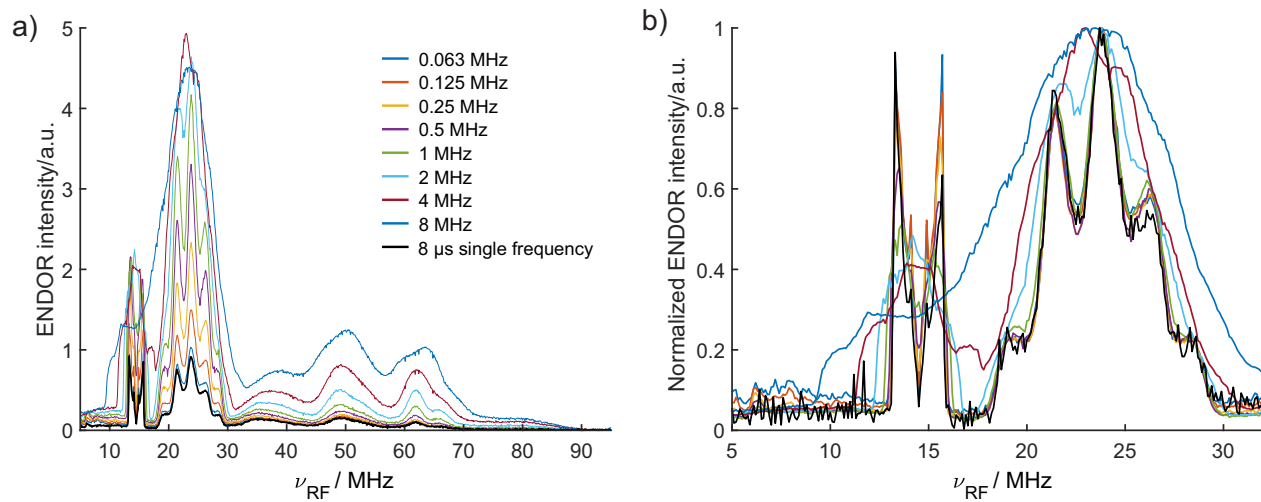 a)
ENDOR intensity/a.u.
5
4
3
2
1
0
10 20 30 40 50 60 70 80 90
νRF / MHz
0.063 MHz
0.125 MHz
0.25 MHz
0.5 MHz
1 MHz
2 MHz
4 MHz
8 MHz
8 µs single frequency
b)
Normalized ENDOR intensity/a.u.
1
0.8
0.6
0.4
0.2
0
5 10 15 20 25 30
νRF / MHz